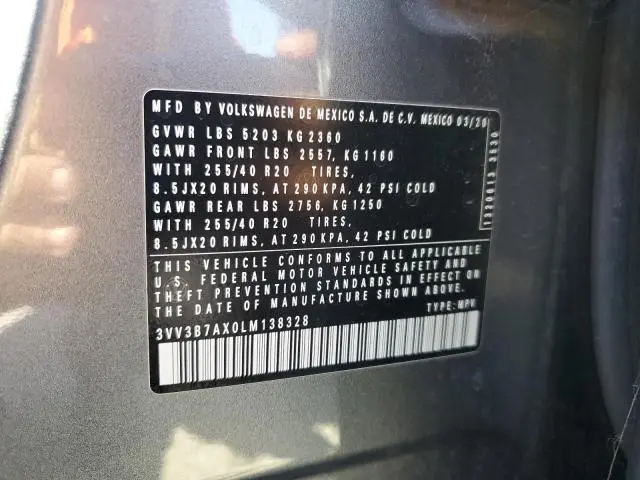 MFD BY VOLKSWAGEN DE MEXICO S.A. DE C.V. MEXICO 03/20
GVWR LBS 5203 KG 2360
GAWR FRONT LBS 2557, KG 1160
WITH 255/40 R20 TIRES,
8.5JX20 RIMS, AT 290 KPA, 42 PSI COLD
GAWR REAR LBS 2756, KG 1250
WITH 255/40 R20 TIRES,
8.5JX20 RIMS, AT 290 KPA, 42 PSI COLD
1330613 3630
THIS VEHICLE CONFORMS TO ALL APPLICABLE
U.S. FEDERAL MOTOR VEHICLE SAFETY AND
THEFT PREVENTION STANDARDS IN EFFECT ON
THE DATE OF MANUFACTURE SHOWN ABOVE.
3VV3B7AX0LM138328 TYPE: MPV